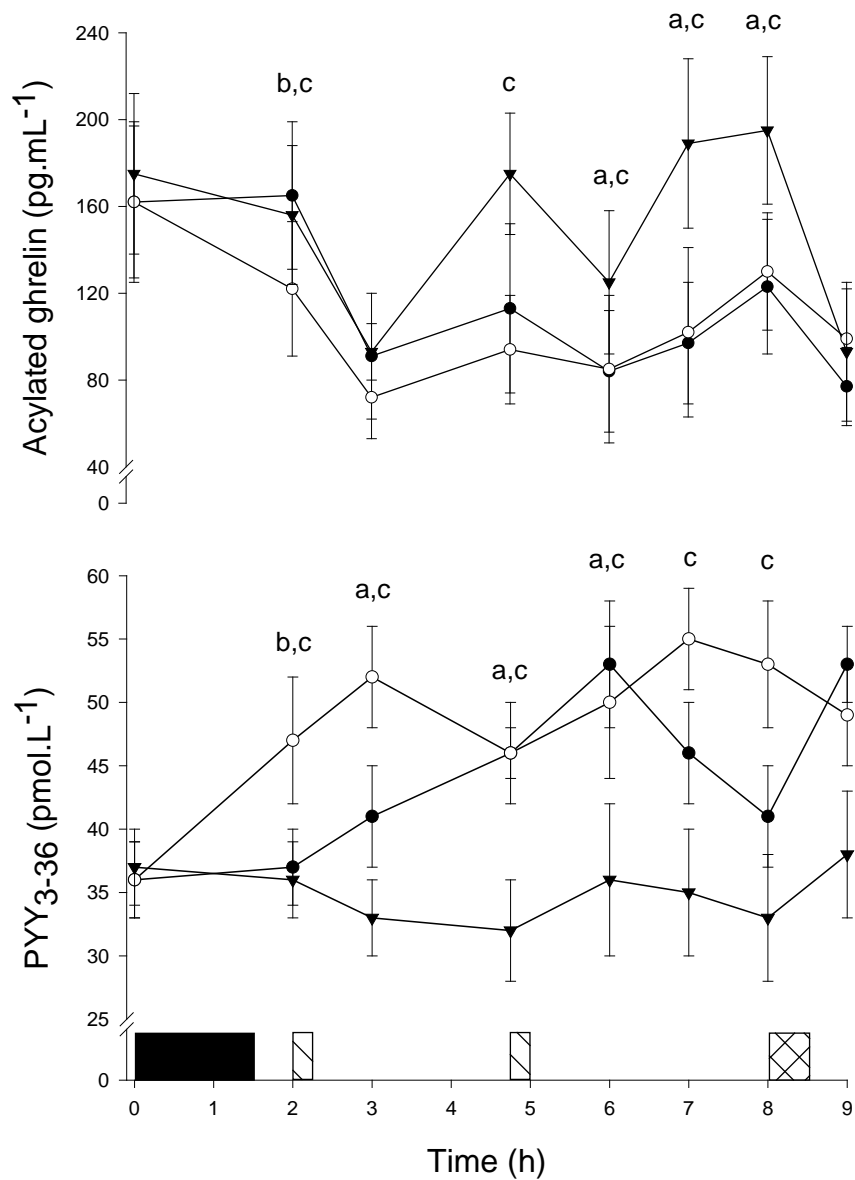 a,c a,c
240
b,c c
200
a,c
160
120
80
40
0
Acylated ghrelin (pg.mL-1)
60
a,c a,c c c
55
b,c a,c
50
45
40
35
30
25
0
PYY3-36 (pmol.L-1)
0 1 2 3 4 5 6 7 8 9
Time (h)